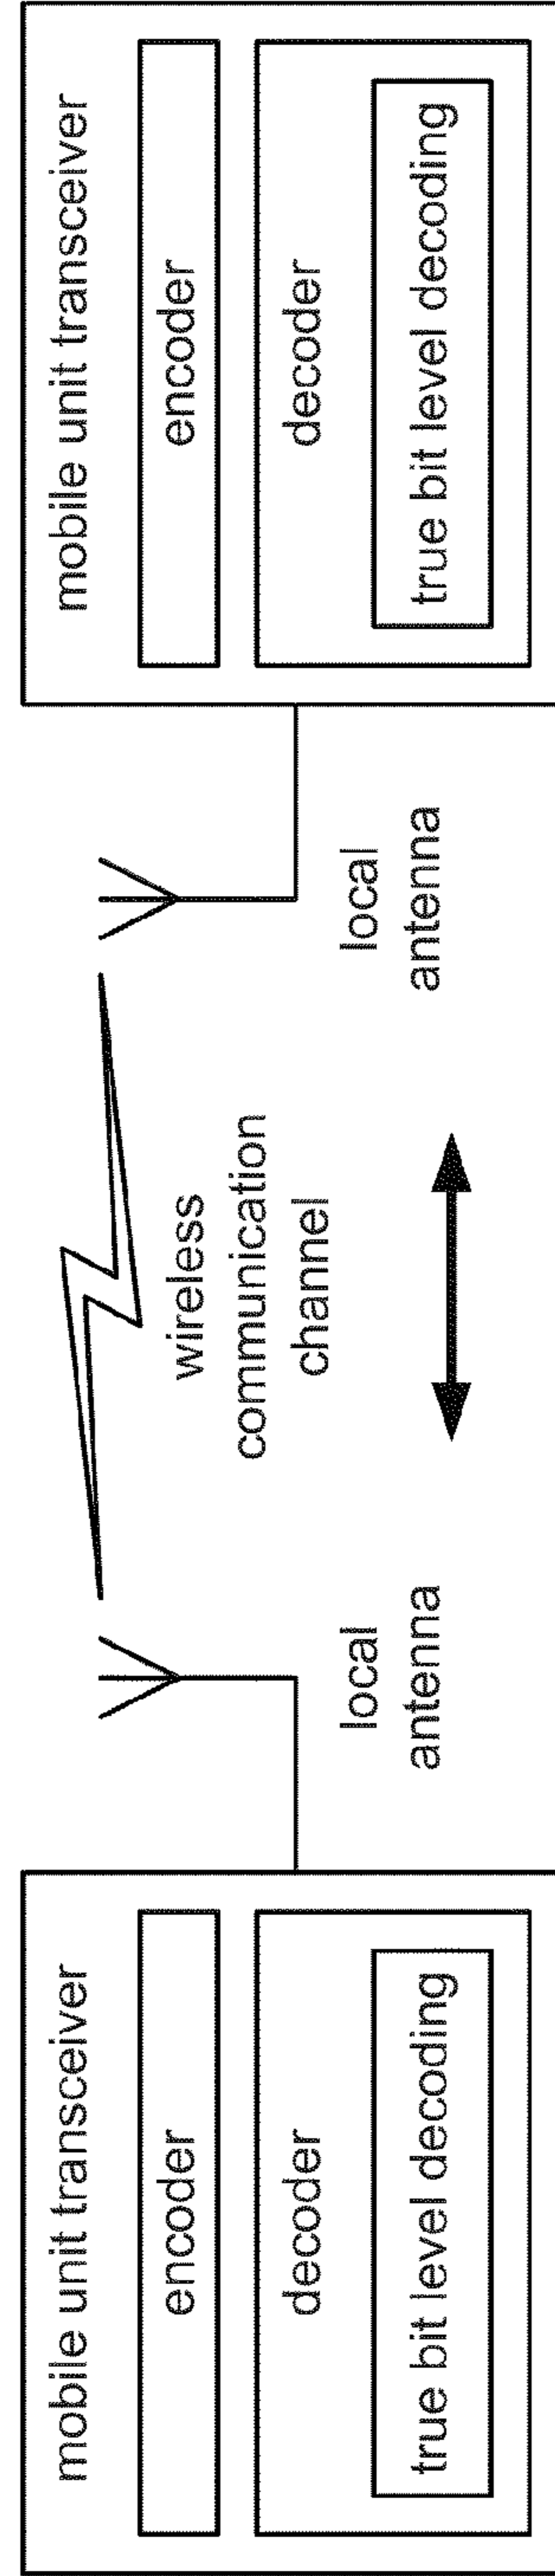 mobile unit transceiver
encoder
decoder
true bit level decoding
local
antenna
wireless
communication
channel
local
antenna
mobile unit transceiver
encoder
decoder
true bit level decoding